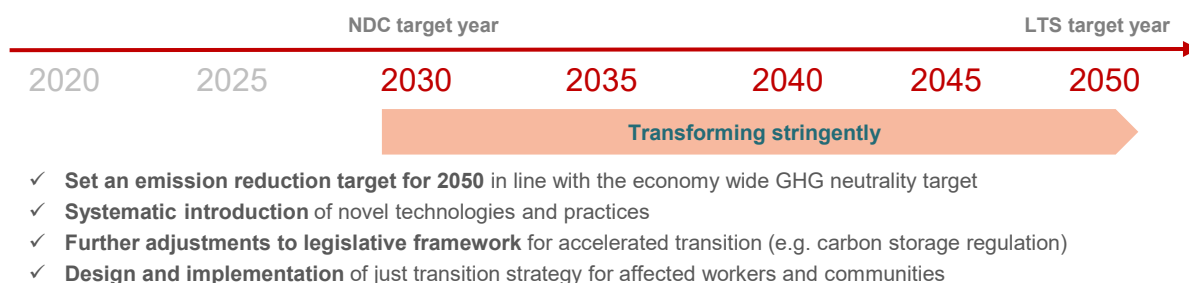 NDC target year LTS target year
2020 2025 2030 2035 2040 2045 2050
Transforming stringently
✓ Set an emission reduction target for 2050 in line with the economy wide GHG neutrality target
✓ Systematic introduction of novel technologies and practices
✓ Further adjustments to legislative framework for accelerated transition (e.g. carbon storage regulation)
✓ Design and implementation of just transition strategy for affected workers and communities